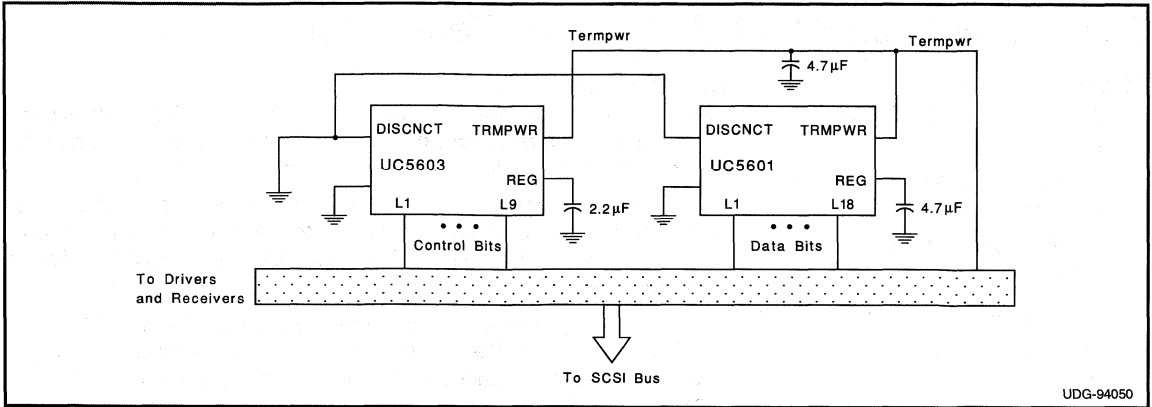 Termpwr
Termpwr
4.7μF
DISCNCT TRMPWR
DISCNCT TRMPWR
UC5603
UC5601
REG
REG
L1 L9
2.2μF
L1 L18
4.7μF
• • •
• • •
Control Bits
Data Bits
To Drivers
and Receivers
To SCSI Bus
UDG-94050